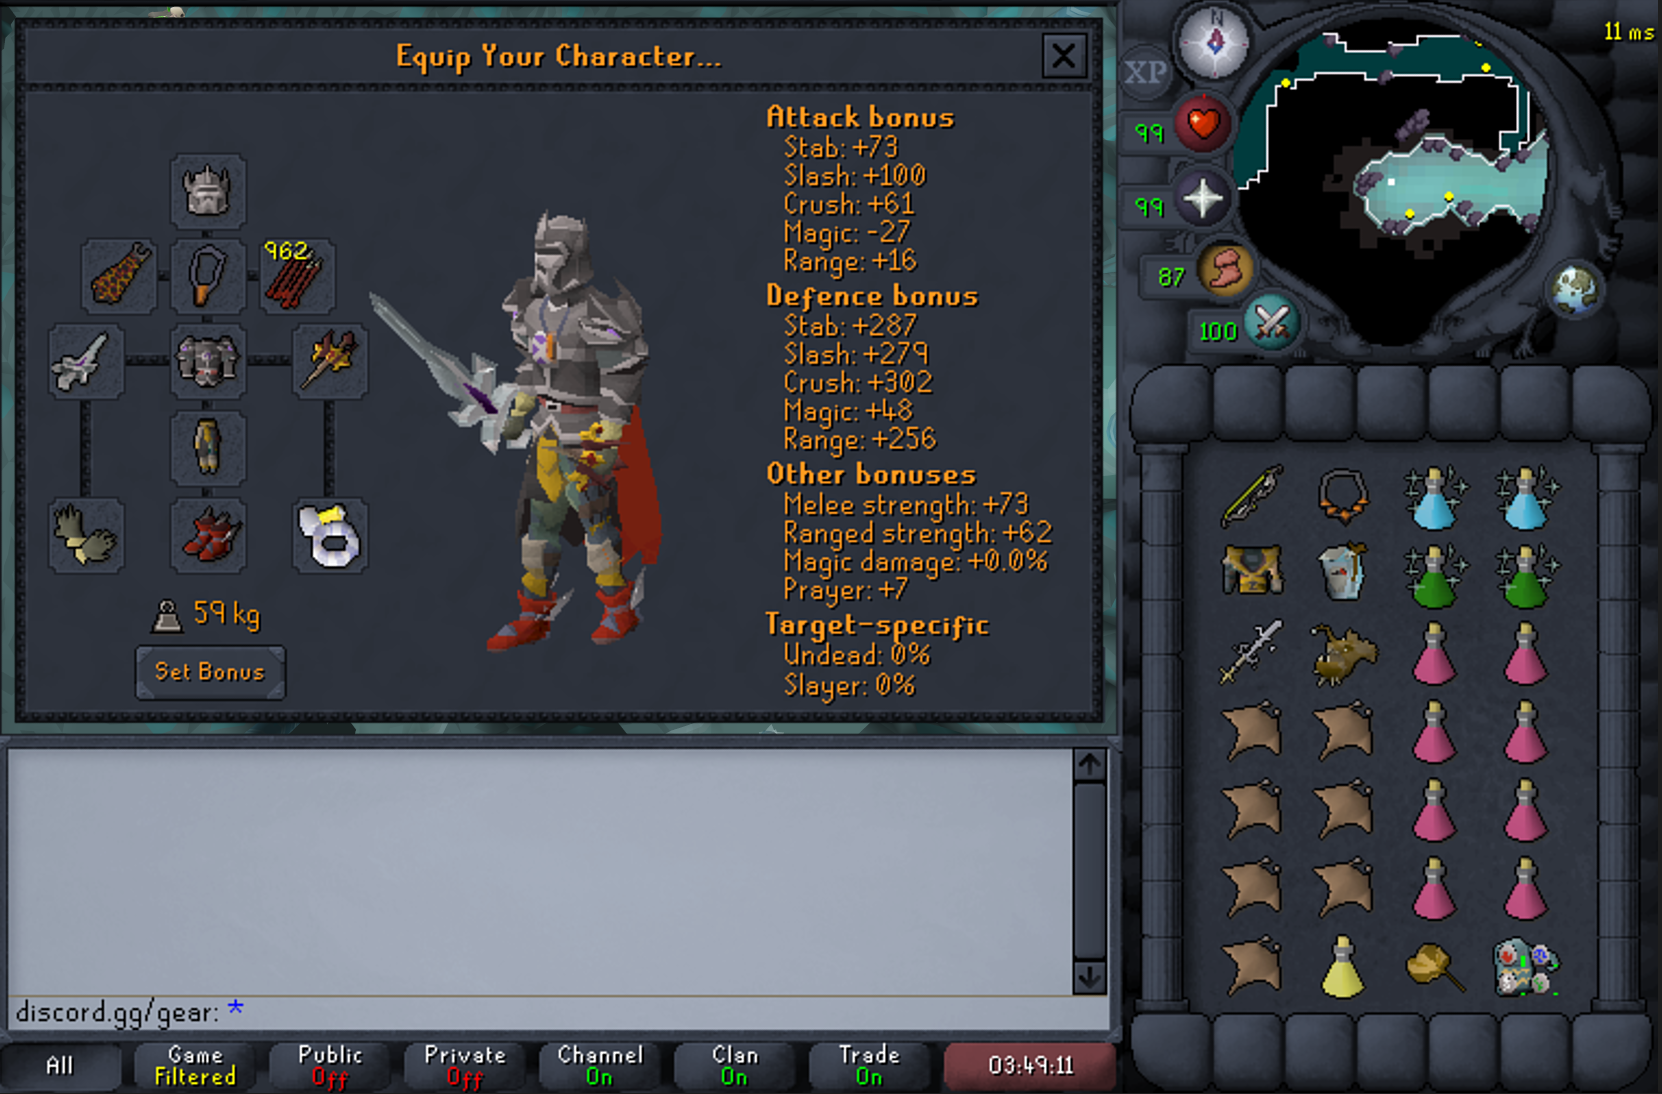 Equip Your Character...
962
59 kg
Set Bonus
Attack bonus
Stab: +73
Slash: +100
Crush: +61
Magic: -27
Range: +16
Defence bonus
Stab: +287
Slash: +279
Crush: +302
Magic: +48
Range: +256
Other bonuses
Melee strength: +73
Ranged strength: +62
Magic damage: +0.0%
Prayer: +7
Target-specific
Undead: 0%
Slayer: 0%
N
11 ms
XP
99
99
87
100
discord.gg/gear: *
All
Game
Filtered
Public
Off
Private
Off
Channel
On
Clan
On
Trade
On
03:49:11